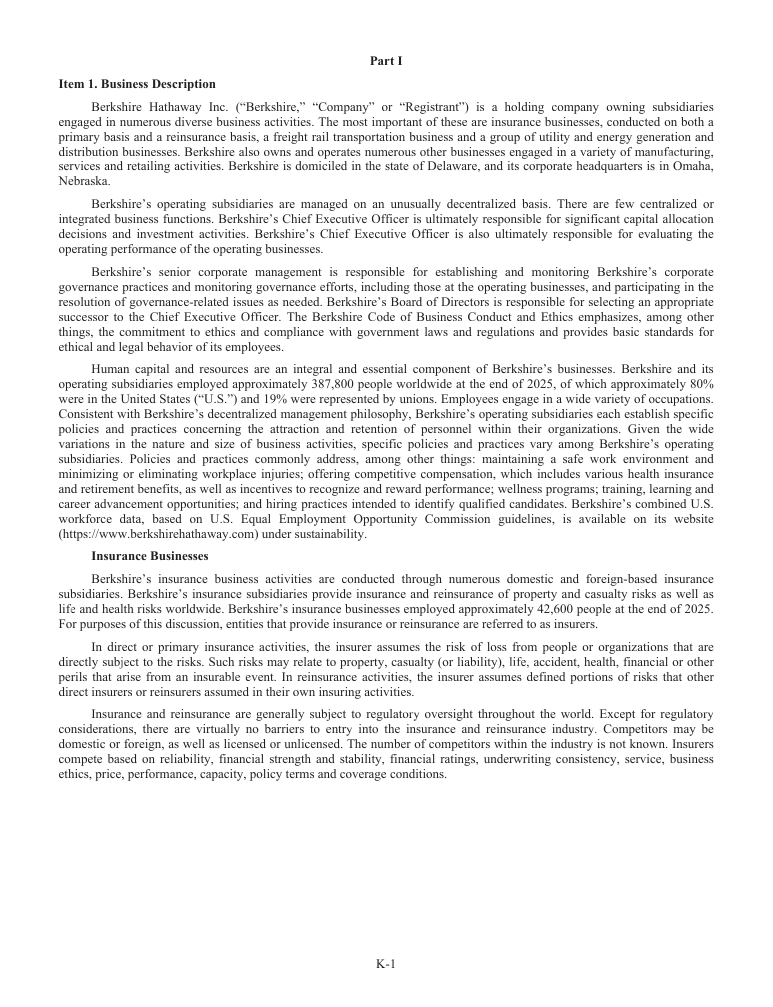 Part I
Item 1. Business Description
Berkshire Hathaway Inc. (“Berkshire,” “Company” or “Registrant”) is a holding company owning subsidiaries
engaged in numerous diverse business activities. The most important of these are insurance businesses, conducted on both a
primary basis and a reinsurance basis, a freight rail transportation business and a group of utility and energy generation and
distribution businesses. Berkshire also owns and operates numerous other businesses engaged in a variety of manufacturing,
services and retailing activities. Berkshire is domiciled in the state of Delaware, and its corporate headquarters is in Omaha,
Nebraska.
Berkshire’s operating subsidiaries are managed on an unusually decentralized basis. There are few centralized or
integrated business functions. Berkshire’s Chief Executive Officer is ultimately responsible for significant capital allocation
decisions and investment activities. Berkshire’s Chief Executive Officer is also ultimately responsible for evaluating the
operating performance of the operating businesses.
Berkshire’s senior corporate management is responsible for establishing and monitoring Berkshire’s corporate
governance practices and monitoring governance efforts, including those at the operating businesses, and participating in the
resolution of governance-related issues as needed. Berkshire’s Board of Directors is responsible for selecting an appropriate
successor to the Chief Executive Officer. The Berkshire Code of Business Conduct and Ethics emphasizes, among other
things, the commitment to ethics and compliance with government laws and regulations and provides basic standards for
ethical and legal behavior of its employees.
Human capital and resources are an integral and essential component of Berkshire’s businesses. Berkshire and its
operating subsidiaries employed approximately 387,800 people worldwide at the end of 2025, of which approximately 80%
were in the United States (“U.S.”) and 19% were represented by unions. Employees engage in a wide variety of occupations.
Consistent with Berkshire’s decentralized management philosophy, Berkshire’s operating subsidiaries each establish specific
policies and practices concerning the attraction and retention of personnel within their organizations. Given the wide
variations in the nature and size of business activities, specific policies and practices vary among Berkshire’s operating
subsidiaries. Policies and practices commonly address, among other things: maintaining a safe work environment and
minimizing or eliminating workplace injuries; offering competitive compensation, which includes various health insurance
and retirement benefits, as well as incentives to recognize and reward performance; wellness programs; training, learning and
career advancement opportunities; and hiring practices intended to identify qualified candidates. Berkshire’s combined U.S.
workforce data, based on U.S. Equal Employment Opportunity Commission guidelines, is available on its website
(https://www.berkshirehathaway.com) under sustainability.
Insurance Businesses
Berkshire’s insurance business activities are conducted through numerous domestic and foreign-based insurance
subsidiaries. Berkshire’s insurance subsidiaries provide insurance and reinsurance of property and casualty risks as well as
life and health risks worldwide. Berkshire’s insurance businesses employed approximately 42,600 people at the end of 2025.
For purposes of this discussion, entities that provide insurance or reinsurance are referred to as insurers.
In direct or primary insurance activities, the insurer assumes the risk of loss from people or organizations that are
directly subject to the risks. Such risks may relate to property, casualty (or liability), life, accident, health, financial or other
perils that arise from an insurable event. In reinsurance activities, the insurer assumes defined portions of risks that other
direct insurers or reinsurers assumed in their own insuring activities.
Insurance and reinsurance are generally subject to regulatory oversight throughout the world. Except for regulatory
considerations, there are virtually no barriers to entry into the insurance and reinsurance industry. Competitors may be
domestic or foreign, as well as licensed or unlicensed. The number of competitors within the industry is not known. Insurers
compete based on reliability, financial strength and stability, financial ratings, underwriting consistency, service, business
ethics, price, performance, capacity, policy terms and coverage conditions.
K-1